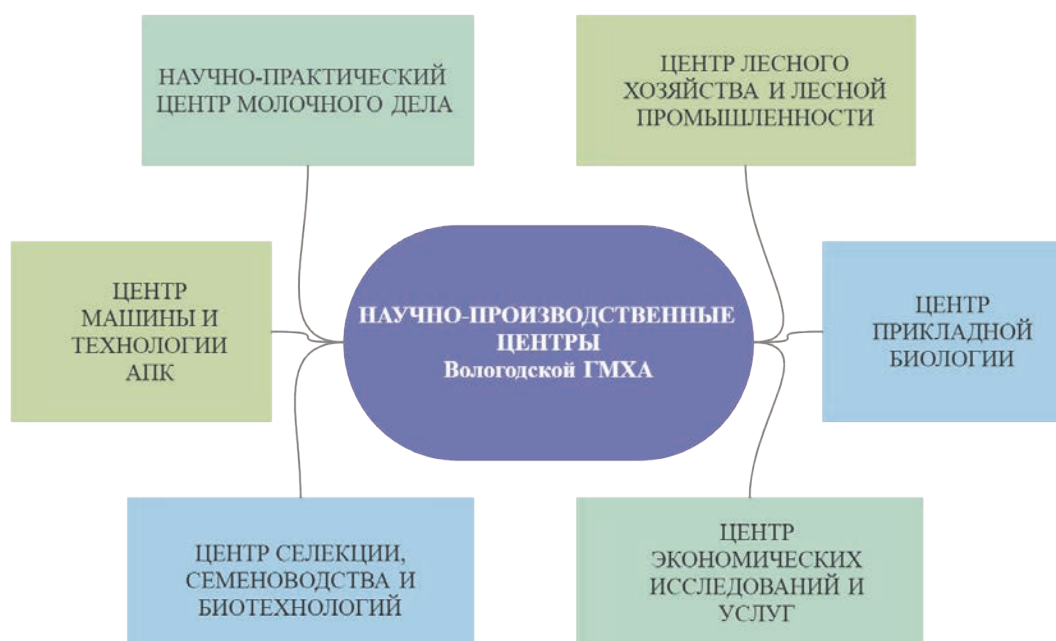 НАУЧНО-ПРАКТИЧЕСКИЙ
ЦЕНТР МОЛОЧНОГО ДЕЛА
ЦЕНТР ЛЕСНОГО
ХОЗЯЙСТВА И ЛЕСНОЙ
ПРОМЫШЛЕННОСТИ
ЦЕНТР
МАШИНЫ И
ТЕХНОЛОГИИ
АПК
НАУЧНО-ПРОИЗВОДСТВЕННЫЕ
ЦЕНТРЫ
Вологодской ГМХА
ЦЕНТР
ПРИКЛАДНОЙ
БИОЛОГИИ
ЦЕНТР СЕЛЕКЦИИ,
СЕМЕНОВОДСТВА И
БИОТЕХНОЛОГИЙ
ЦЕНТР
ЭКОНОМИЧЕСКИХ
ИССЛЕДОВАНИЙ И
УСЛУГ